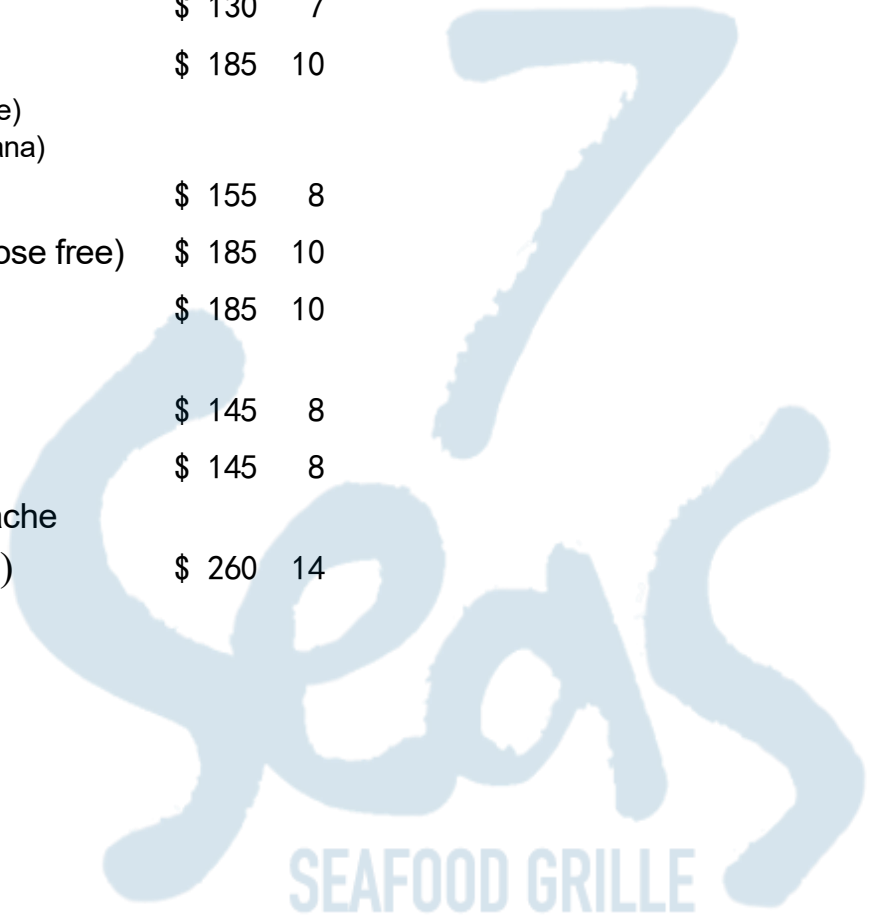 $ 130 7
$ 185 10
e)
ana)
$ 155 8
ose free) $ 185 10
$ 185 10
$ 145 8
$ 145 8
ache
) $ 260 14
7
Seas
SEAFOOD GRILLE